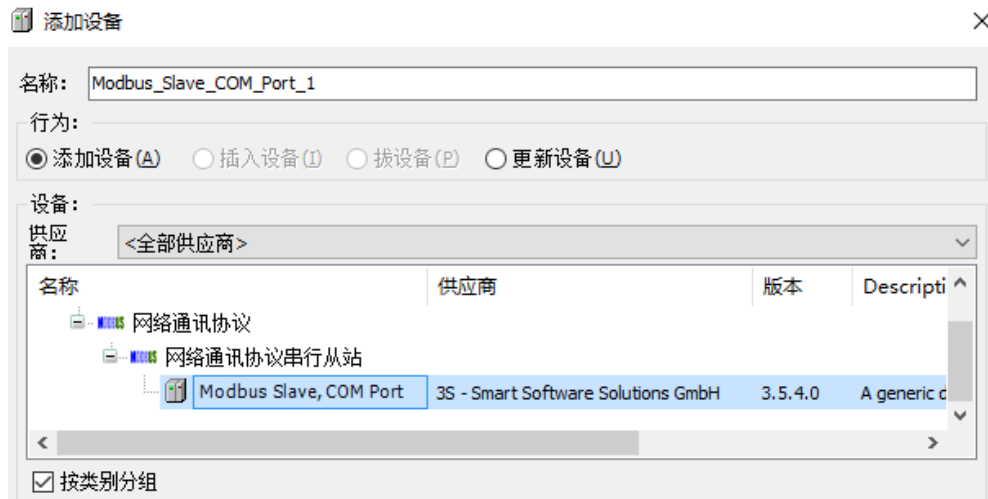 添加设备
名称: Modbus_Slave_COM_Port_1
行为:
添加设备(A) 插入设备(I) 拔设备(P) 更新设备(U)
设备:
供应商: <全部供应商>
名称 供应商 版本 Descripti
MODBUS 网络通讯协议
MODBUS 网络通讯协议串行从站
Modbus Slave, COM Port 3S - Smart Software Solutions GmbH 3.5.4.0 A generic d
按类别分组